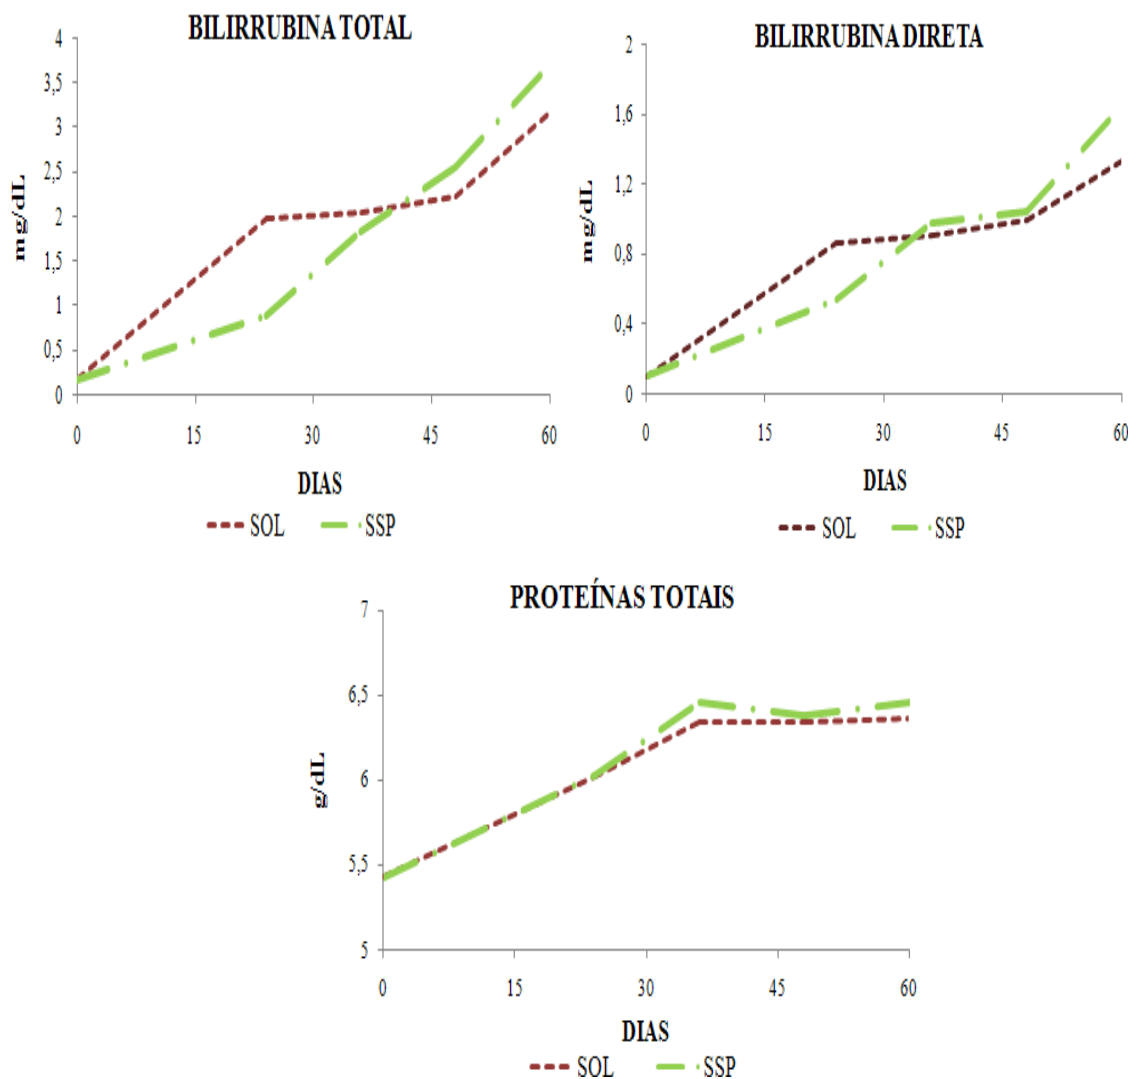 BILIRRUBINA TOTAL
4
3,5
3
2,5
2
1,5
1
0,5
0
mg/dL
0 15 30 45 60
DIAS
SOL SSP
BILIRRUBINA DIRETA
2
1,6
1,2
0,8
0,4
0
mg/dL
0 15 30 45 60
DIAS
SOL SSP
PROTEÍNAS TOTAIS
7
6,5
6
5,5
5
g/dL
0 15 30 45 60
DIAS
SOL SSP